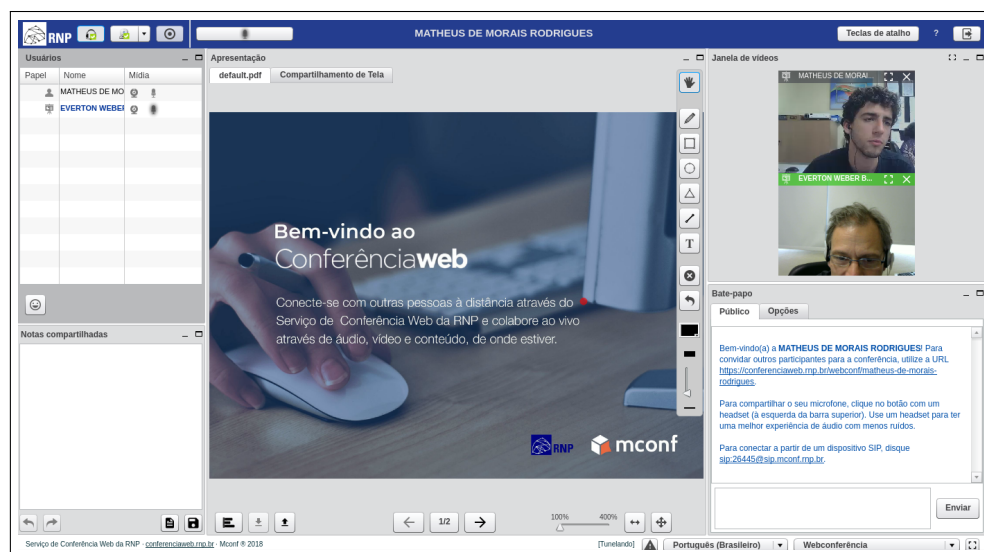 RNP
MATHEUS DE MORAIS RODRIGUES
Teclas de atalho
?
Usuários
Papel Nome Mídia
MATHEUS DE MO
EVERTON WEBER
Notas compartilhadas
Apresentação
default.pdf Compartilhamento de Tela
Bem-vindo ao
Conferênciaweb
Conecte-se com outras pessoas à distância através do
Serviço de Conferência Web da RNP e colabore ao vivo
através de áudio, vídeo e conteúdo, de onde estiver.
RNP mconf
T
1/2
100% 400%
Janela de vídeos
MATHEUS DE MORAI...
EVERTON WEBER B...
Bate-papo
Público Opções
Bem-vindo(a) a MATHEUS DE MORAIS RODRIGUES! Para
convidar outros participantes para a conferência, utilize a URL
https://conferenciaweb.rnp.br/webconf/matheus-de-morais-
rodrigues.
Para compartilhar o seu microfone, clique no botão com um
headset (à esquerda da barra superior). Use um headset para ter
uma melhor experiência de áudio com menos ruídos.
Para conectar a partir de um dispositivo SIP, disque
sip:26445@sip.mconf.rnp.br.
Enviar
Serviço de Conferência Web da RNP - conferenciaweb.rnp.br - Mconf ® 2018
[Tunelando]
Português (Brasileiro)
Webconferência